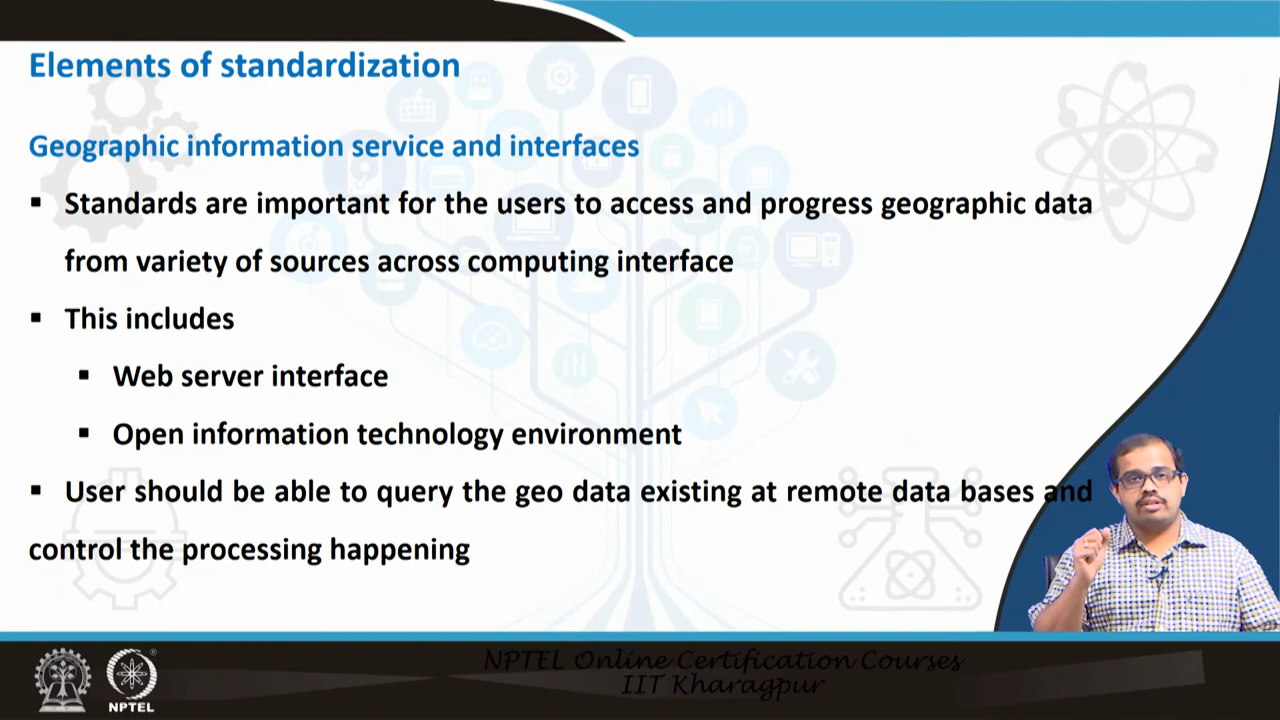 Elements of standardization
Geographic information service and interfaces
▪ Standards are important for the users to access and progress geographic data
from variety of sources across computing interface
▪ This includes
▪ Web server interface
▪ Open information technology environment
▪ User should be able to query the geo data existing at remote data bases and
control the processing happening
NPTEL Online Certification Courses
IIT Kharagpur
NPTEL